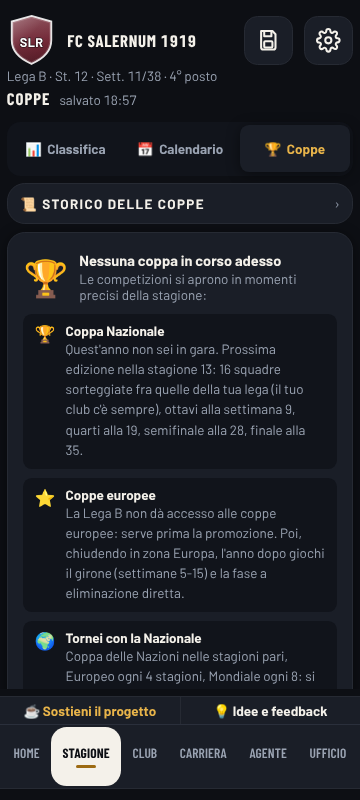 SLR
FC SALERNUM 1919
Lega B · St. 12 · Sett. 11/38 · 4° posto
COPPE salvato 18:57
Classifica Calendario Coppe
STORICO DELLE COPPE ›
Nessuna coppa in corso adesso
Le competizioni si aprono in momenti
precisi della stagione:
Coppa Nazionale
Quest'anno non sei in gara. Prossima
edizione nella stagione 13: 16 squadre
sorteggiate fra quelle della tua lega (il tuo
club c'è sempre), ottavi alla settimana 9,
quarti alla 19, semifinale alla 28, finale alla
35.
Coppe europee
La Lega B non dà accesso alle coppe
europee: serve prima la promozione. Poi,
chiudendo in zona Europa, l'anno dopo giochi
il girone (settimane 5-15) e la fase a
eliminazione diretta.
Tornei con la Nazionale
Coppa delle Nazioni nelle stagioni pari,
Europeo ogni 4 stagioni, Mondiale ogni 8: si
Sostieni il progetto Idee e feedback
HOME STAGIONE CLUB CARRIERA AGENTE UFFICIO